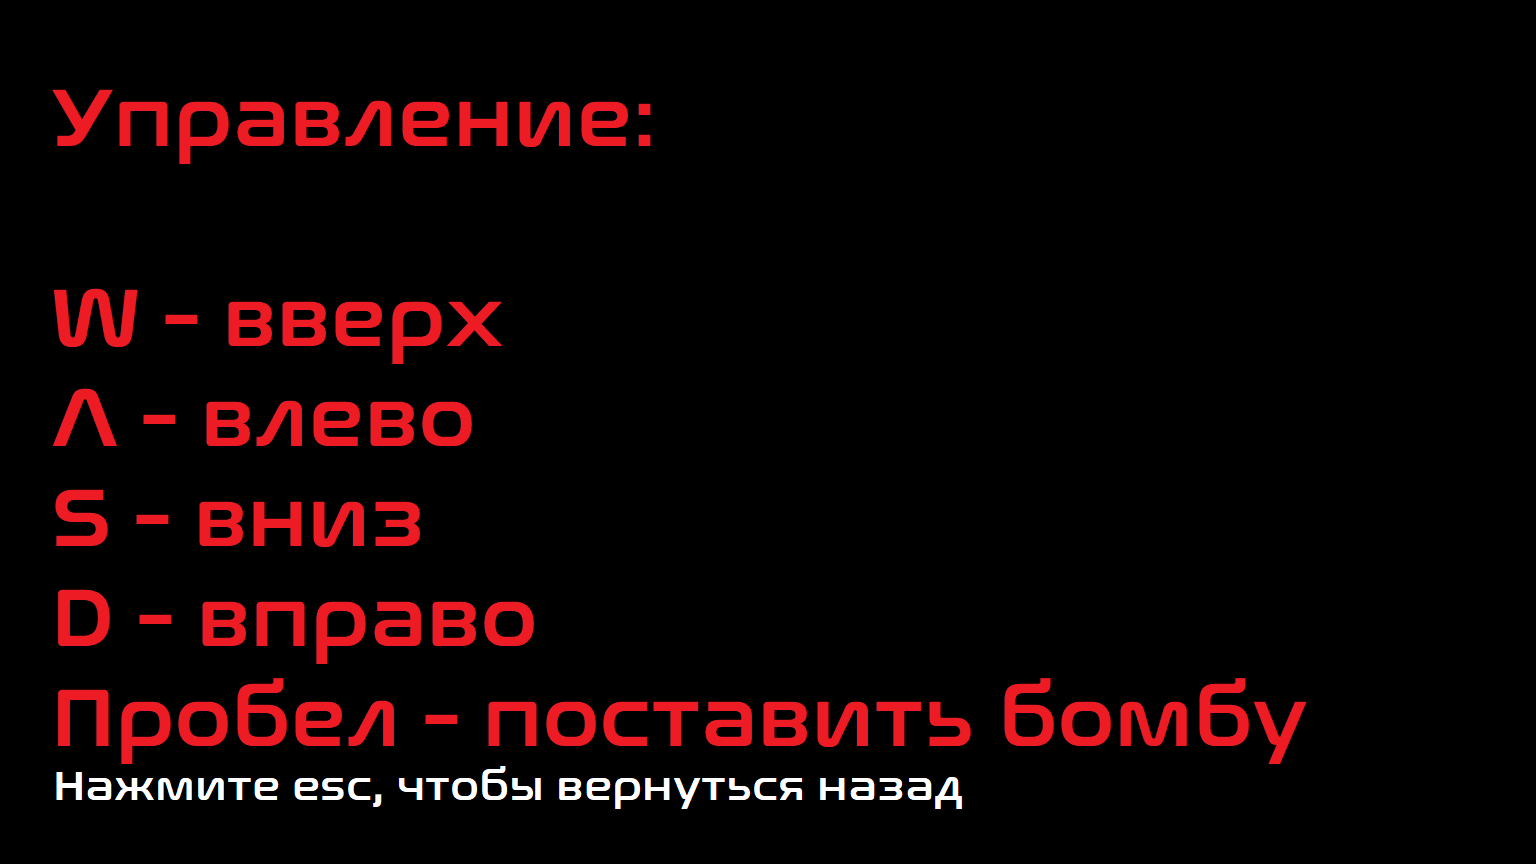 Управление:
W - вверх
A - влево
S - вниз
D - вправо
Пробел - поставить бомбу
Нажмите esc, чтобы вернуться назад